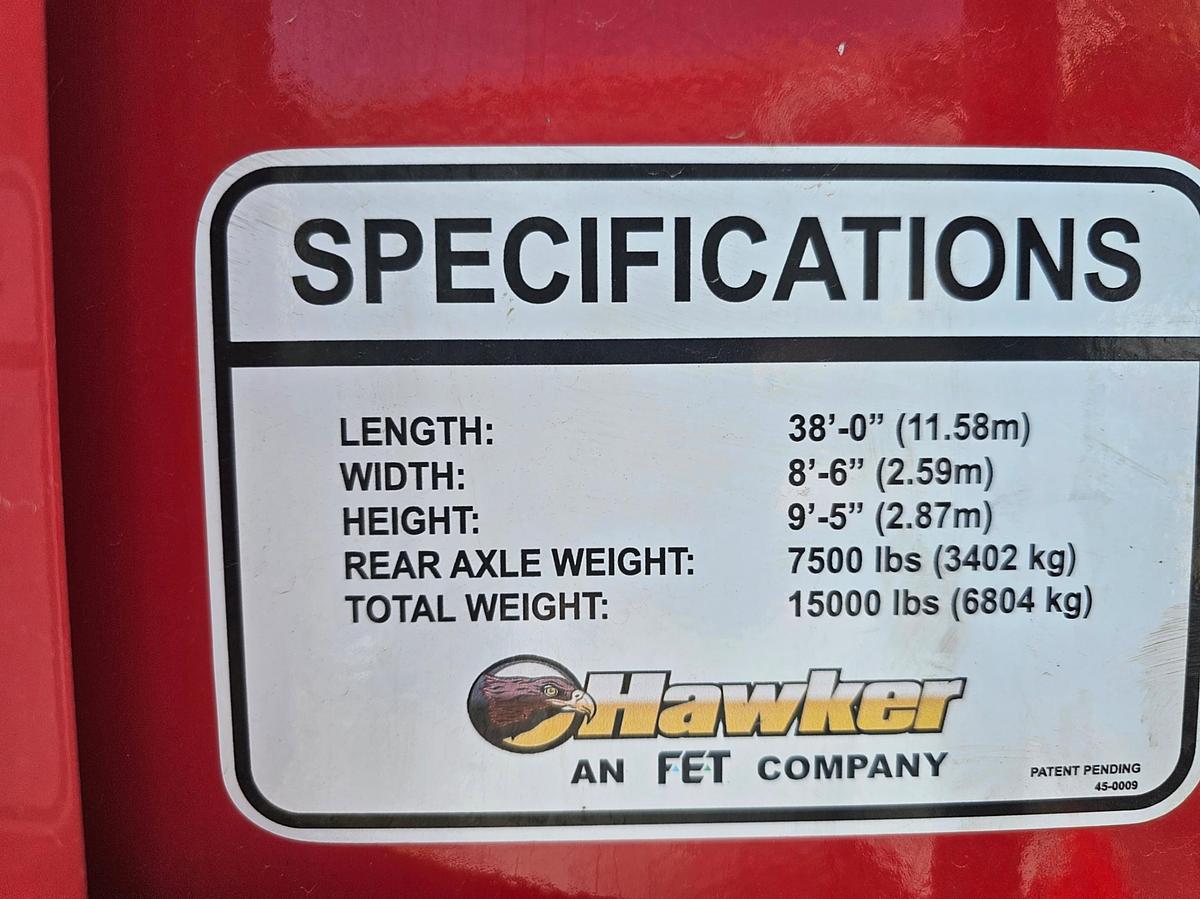 SPECIFICATIONS
LENGTH: 38’-0” (11.58m)
WIDTH: 8’-6” (2.59m)
HEIGHT: 9’-5” (2.87m)
REAR AXLE WEIGHT: 7500 lbs (3402 kg)
TOTAL WEIGHT: 15000 lbs (6804 kg)
Hawker
AN FET COMPANY
PATENT PENDING
45-0009